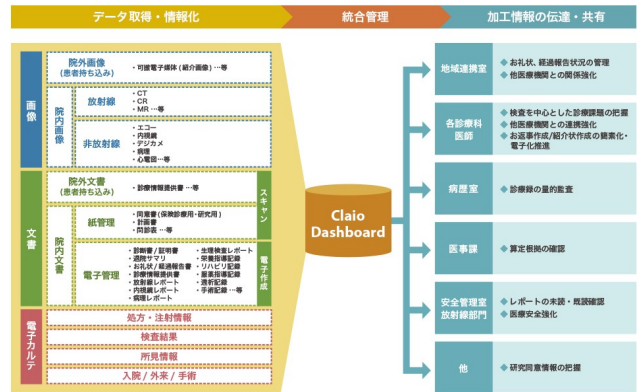 データ取得・情報化
統合管理
加工情報の伝達・共有
画像
院外画像
(患者持ち込み)
・可搬電子媒体(紹介画像)…等
院内画像
放射線
・CT
・CR
・MR …等
非放射線
・エコー
・内視鏡
・デジカメ
・病理
・心電図…等
文書
院外文書
(患者持ち込み)
・診療情報提供書 …等
スキャン
院内文書
紙管理
・同意書(保険診療用・研究用)
・計画書
・問診表 …等
電子管理
・診断書/証明書
・退院サマリ
・お礼状/経過報告書
・診療情報提供書
・放射線レポート
・内視鏡レポート
・病理レポート
・生理検査レポート
・栄養指導記録
・リハビリ記録
・服薬指導記録
・透析記録
・手術記録 …等
電子作成
電子カルテ
処方・注射情報
検査結果
所見情報
入院/外来/手術
Claio
Dashboard
地域連携室
◆お礼状、経過報告状況の管理
◆他医療機関との関係強化
各診療科
医師
◆検査を中心とした診療課題の把握
◆他医療機関との連携強化
◆お返事作成/紹介状作成の簡素化・
電子化推進
病歴室
◆診療録の量的監査
医事課
◆算定根拠の確認
安全管理室
放射線部門
◆レポートの未読・既読確認
◆医療安全強化
他
◆研究同意情報の把握